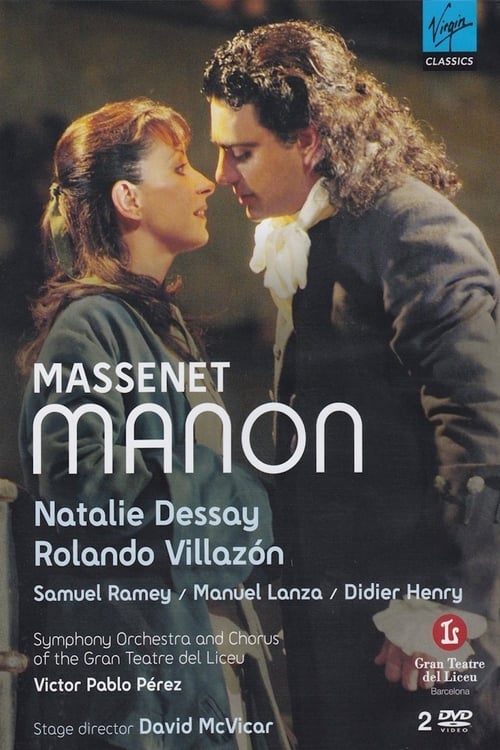 Virgin
CLASSICS
MASSENET
manon
Natalie Dessay
Rolando Villazón
Samuel Ramey / Manuel Lanza / Didier Henry
Symphony Orchestra and Chorus
of the Gran Teatre del Liceu
Victor Pablo Pérez
Stage director David McVicar
Gran Teatre
del Liceu
Barcelona
2 DVD
VIDEO